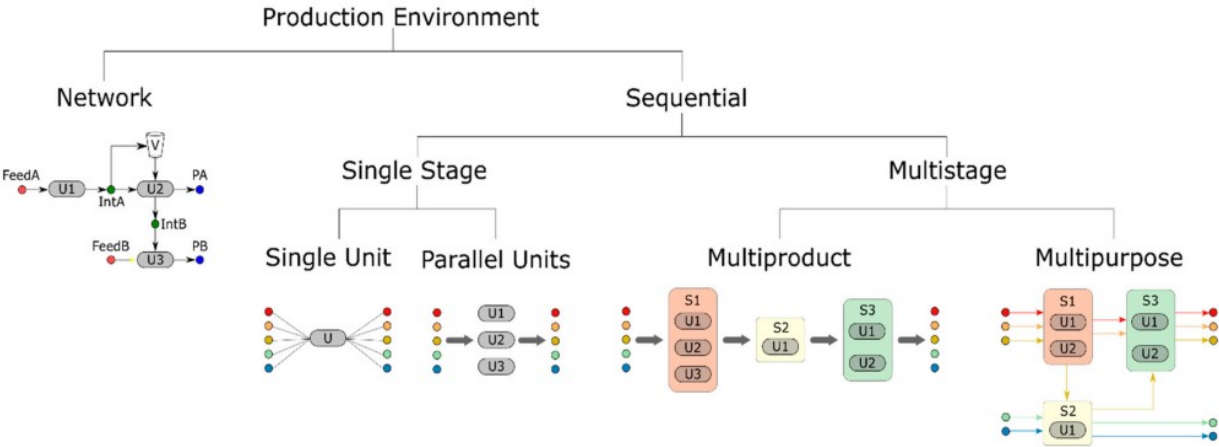 Production Environment
Network
Sequential
Single Stage
Multistage
Single Unit
Parallel Units
Multiproduct
Multipurpose
V
FeedA
U1
IntA
U2
PA
IntB
FeedB
U3
PB
U
U1
U2
U3
S1
U1
U2
U3
S2
U1
S3
U1
U2
S1
U1
U2
S3
U1
U2
S2
U1